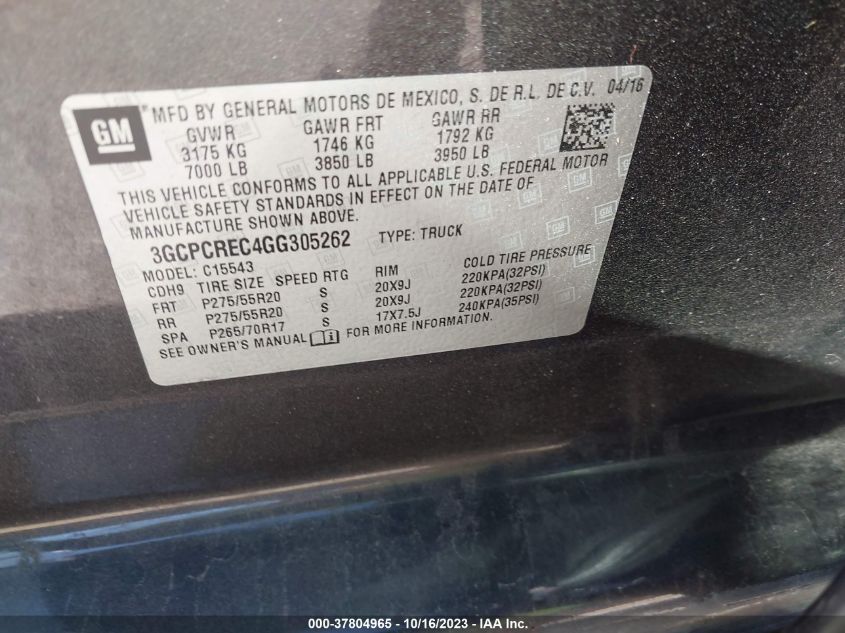 GM MFD BY GENERAL MOTORS DE MEXICO, S. DE R.L. DE C.V. 04/16
GVWR GAWR FRT GAWR RR
3175 KG 1746 KG 1792 KG
7000 LB 3850 LB 3950 LB
THIS VEHICLE CONFORMS TO ALL APPLICABLE U.S. FEDERAL MOTOR
VEHICLE SAFETY STANDARDS IN EFFECT ON THE DATE OF
MANUFACTURE SHOWN ABOVE.
3GCPCREC4GG305262 TYPE: TRUCK
MODEL: C15543
CDH9 TIRE SIZE SPEED RTG RIM COLD TIRE PRESSURE
FRT P275/55R20 S 20X9J 220KPA(32PSI)
RR P275/55R20 S 20X9J 220KPA(32PSI)
SPA P265/70R17 S 17X7.5J 240KPA(35PSI)
SEE OWNER'S MANUAL FOR MORE INFORMATION.
000-37804965 - 10/16/2023 - IAA Inc.